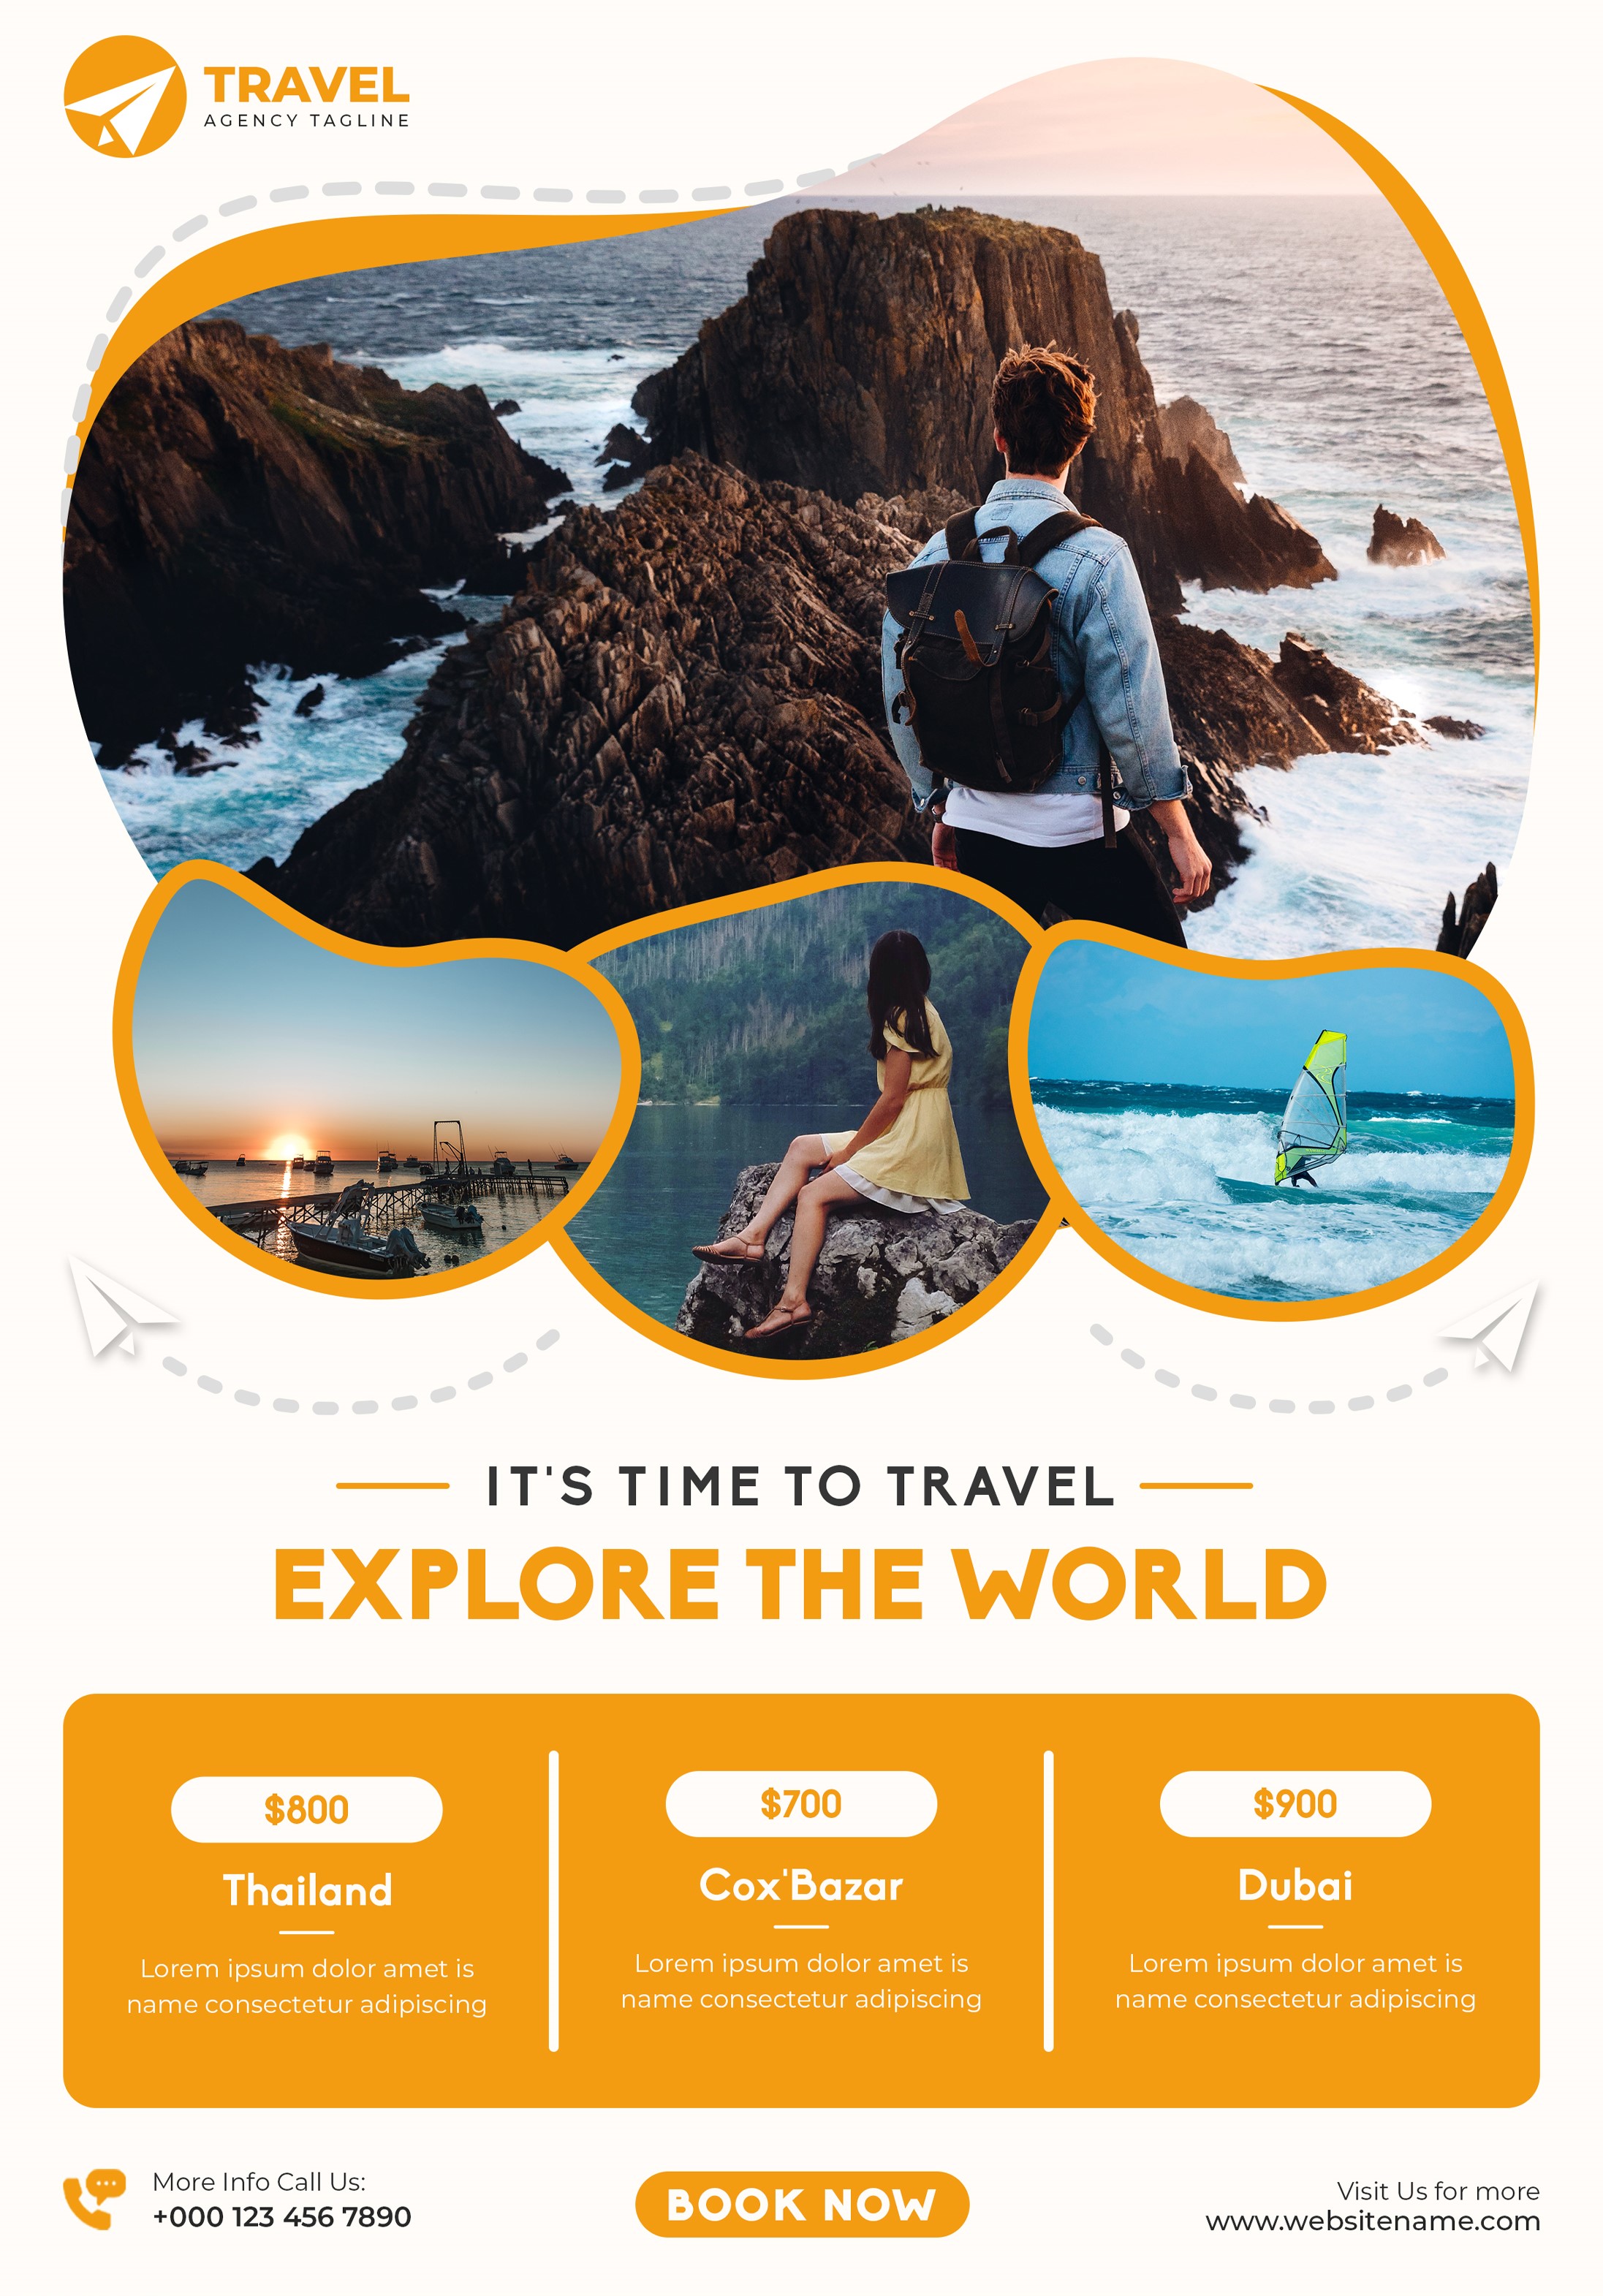 TRAVEL
AGENCY TAGLINE
IT'S TIME TO TRAVEL
EXPLORE THE WORLD
$800
Thailand
Lorem ipsum dolor amet is
name consectetur adipiscing
$700
Cox'Bazar
Lorem ipsum dolor amet is
name consectetur adipiscing
$900
Dubai
Lorem ipsum dolor amet is
name consectetur adipiscing
More Info Call Us:
+000 123 456 7890
BOOK NOW
Visit Us for more
www.websitename.com